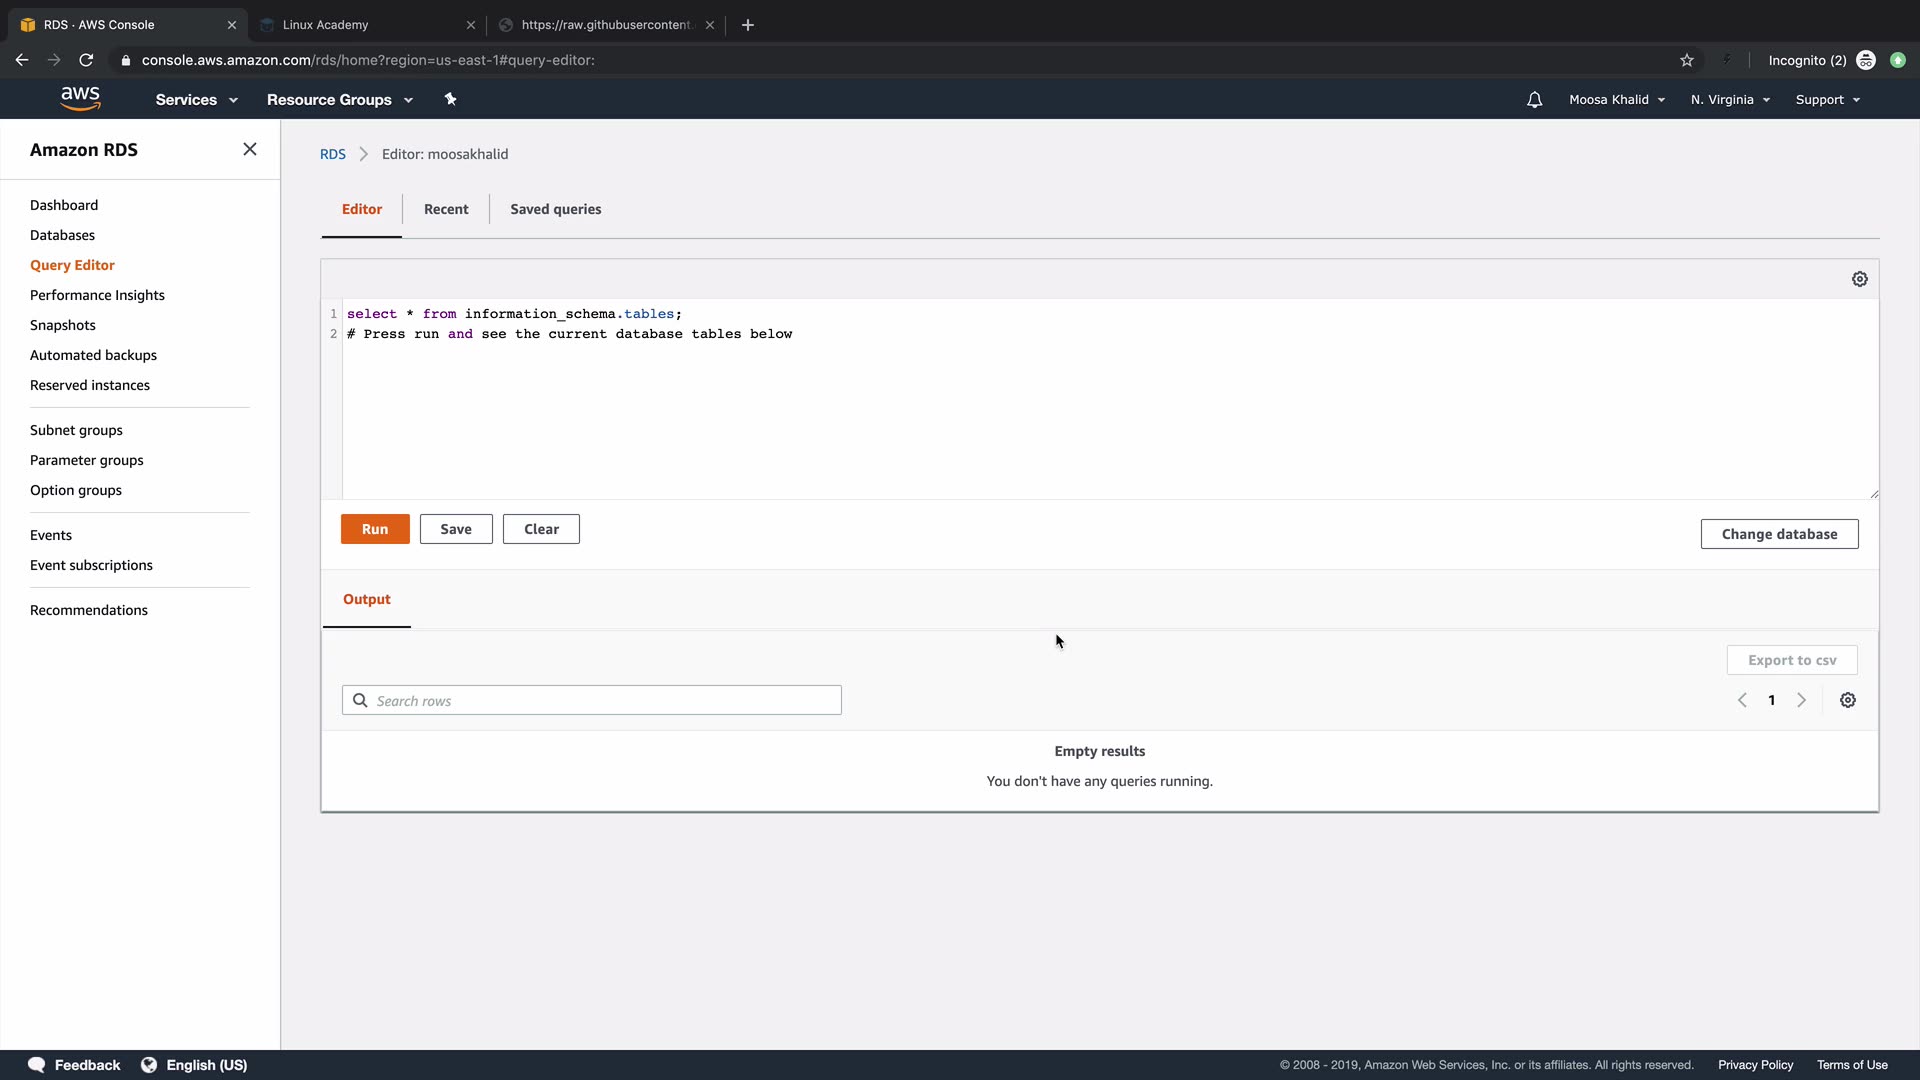 RDS · AWS Console
Linux Academy
https://raw.githubusercontent.
console.aws.amazon.com/rds/home?region=us-east-1#query-editor:
Incognito (2)
aws
Services
Resource Groups
Moosa Khalid
N. Virginia
Support
Amazon RDS
Dashboard
Databases
Query Editor
Performance Insights
Snapshots
Automated backups
Reserved instances
Subnet groups
Parameter groups
Option groups
Events
Event subscriptions
Recommendations
RDS
Editor: moosakhalid
Editor
Recent
Saved queries
1 select * from information_schema.tables;
2 # Press run and see the current database tables below
Run
Save
Clear
Change database
Output
Export to csv
Search rows
1
Empty results
You don't have any queries running.
Feedback
English (US)
© 2008 - 2019, Amazon Web Services, Inc. or its affiliates. All rights reserved.
Privacy Policy
Terms of Use